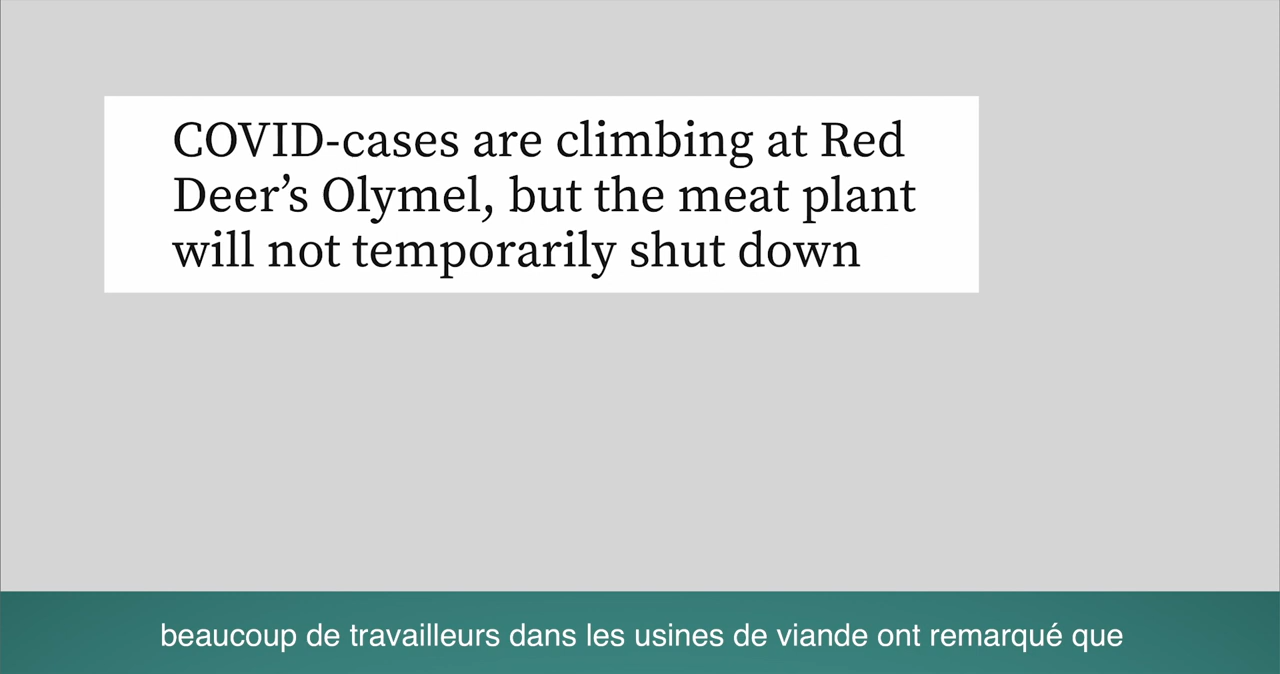 COVID-cases are climbing at Red
Deer’s Olymel, but the meat plant
will not temporarily shut down
beaucoup de travailleurs dans les usines de viande ont remarqué que